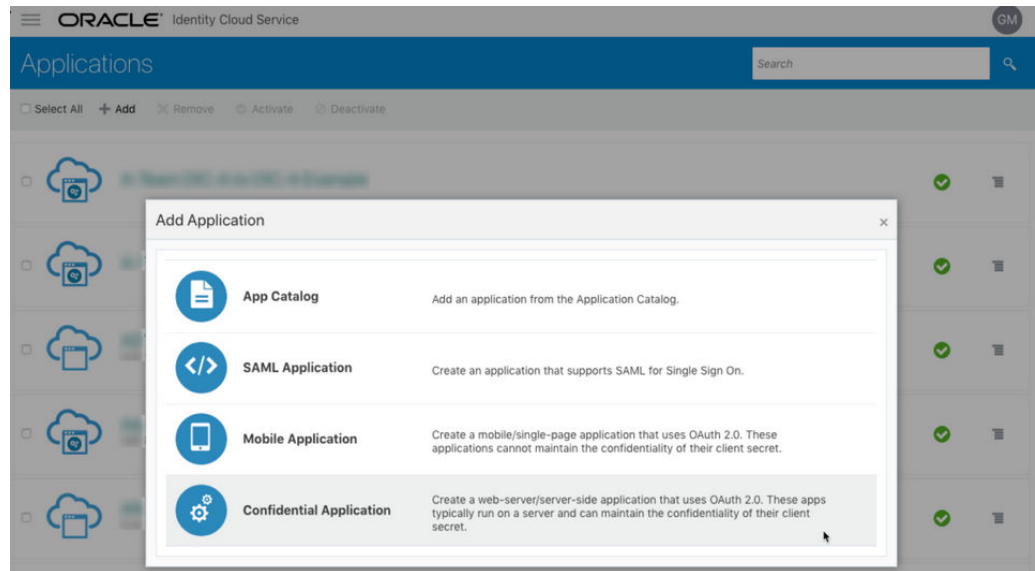 ORACLE® Identity Cloud Service
GM
Applications
Search
Select All + Add Remove Activate Deactivate
Add Application ×
App Catalog
Add an application from the Application Catalog.
SAML Application
Create an application that supports SAML for Single Sign On.
Mobile Application
Create a mobile/single-page application that uses OAuth 2.0. These
applications cannot maintain the confidentiality of their client secret.
Confidential Application
Create a web-server/server-side application that uses OAuth 2.0. These apps
typically run on a server and can maintain the confidentiality of their client
secret.